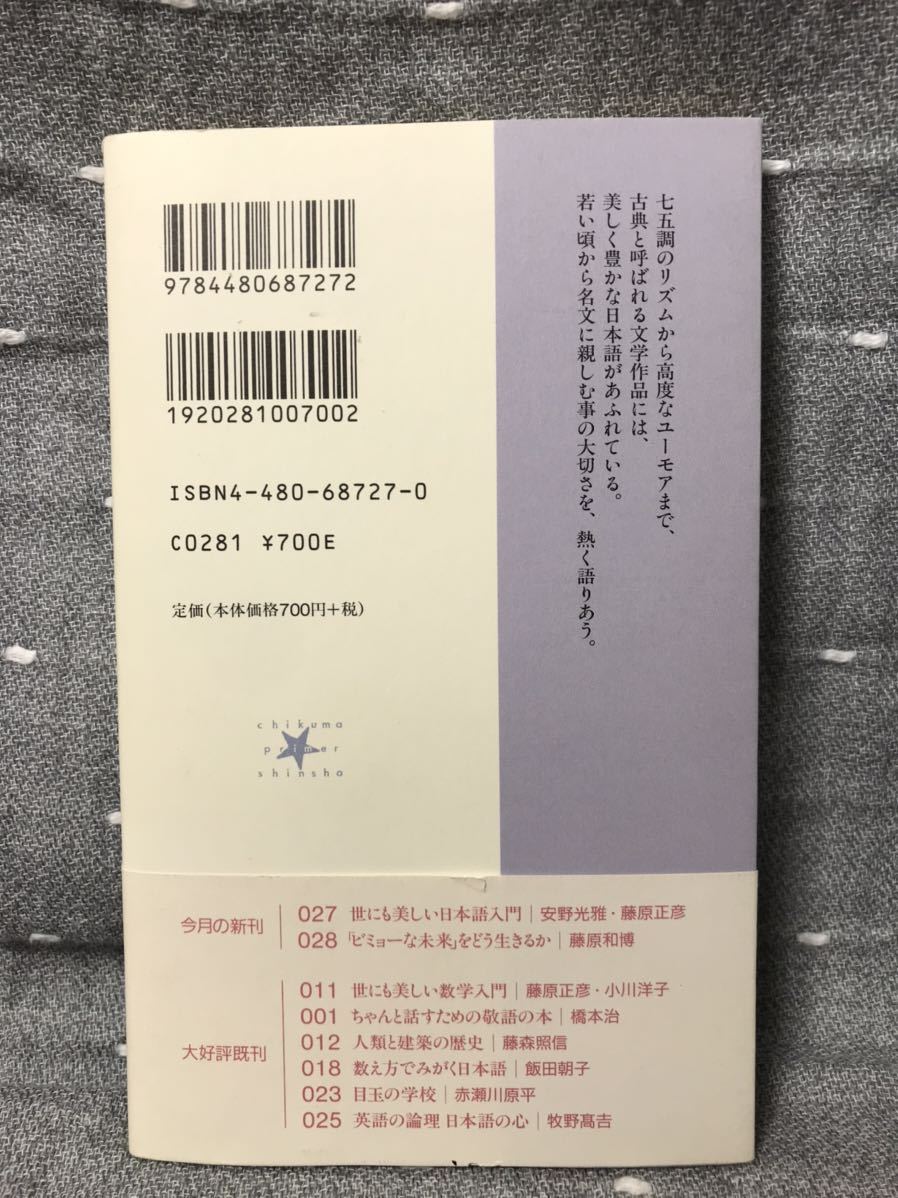 七五調のリズムから高度なユーモアまで、
古典と呼ばれる文学作品には、
美しく豊かな日本語があふれている。
若い頃から名文に親しむ事の大切さを、熱く語りあう。
9784480687272
1920281007002
ISBN4-480-68727-0
C0281 ¥700E
定価(本体価格700円+税)
chikuma
primer
shinsho
今月の新刊
027 世にも美しい日本語入門|安野光雅・藤原正彦
028 「ビミョーな未来」をどう生きるか|藤原和博
大好評既刊
011 世にも美しい数学入門|藤原正彦・小川洋子
001 ちゃんと話すための敬語の本|橋本治
012 人類と建築の歴史|藤森照信
018 数え方でみがく日本語|飯田朝子
023 目玉の学校|赤瀬川原平
025 英語の論理 日本語の心|牧野髙吉